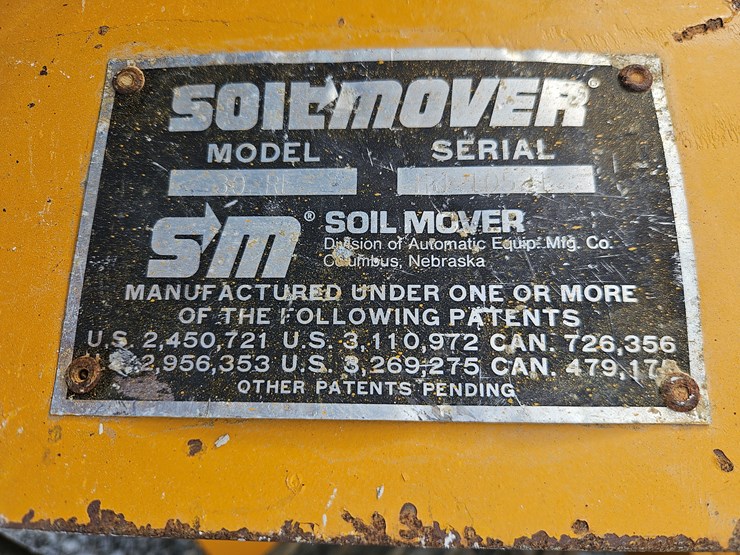 SOILMOVER®
MODEL SERIAL
SM® SOIL MOVER
Division of Automatic Equip. Mfg. Co.
Columbus, Nebraska
MANUFACTURED UNDER ONE OR MORE
OF THE FOLLOWING PATENTS
U.S. 2,450,721 U.S. 3,110,972 CAN. 726,356
2,956,353 U.S. 3,269,275 CAN.
OTHER PATENTS PENDING